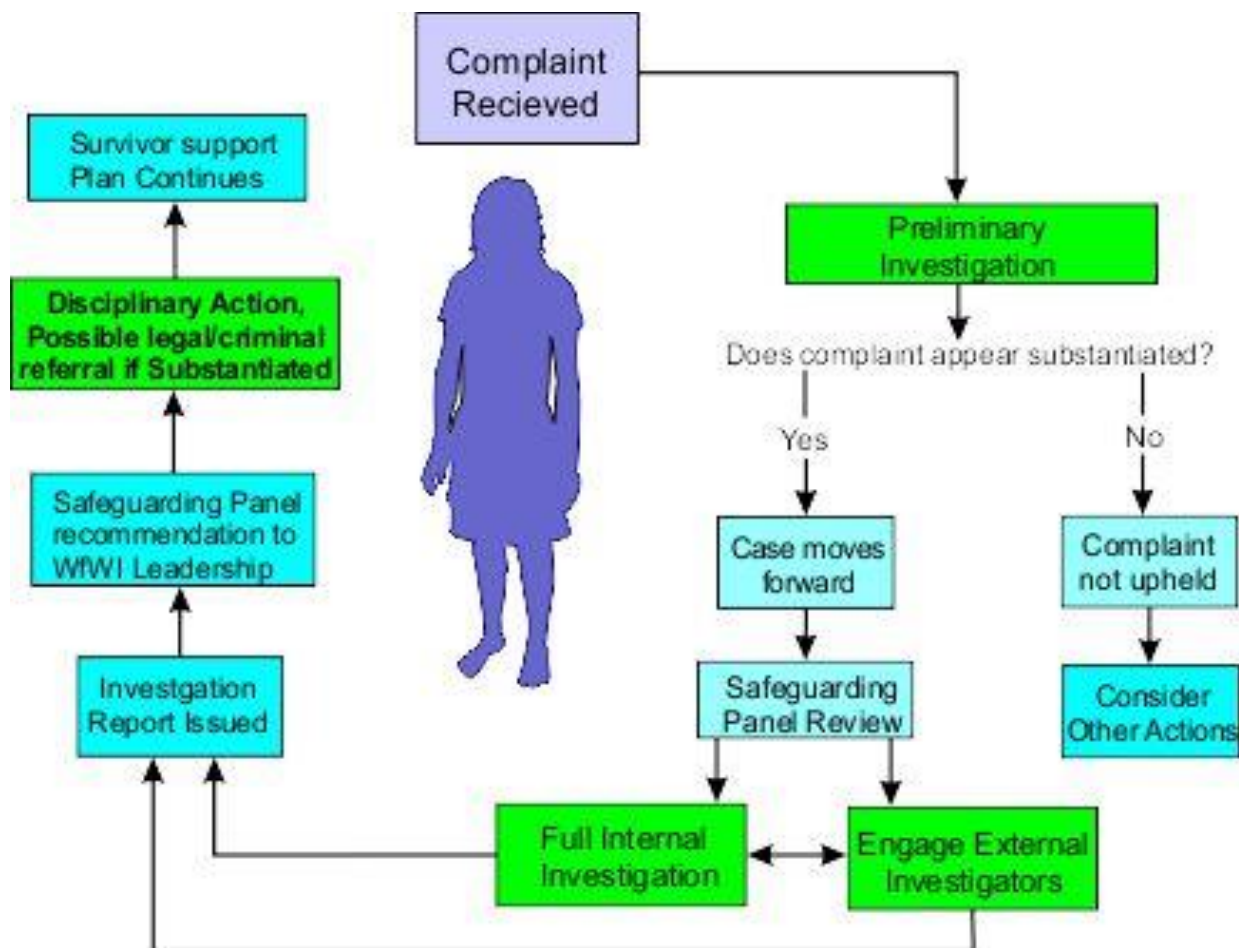 Complaint
Recieved
Preliminary
Investigation
Does complaint appear substantiated?
Yes
No
Case moves
forward
Complaint
not upheld
Safeguarding
Panel Review
Consider
Other Actions
Full Internal
Investigation
Engage External
Investigators
Investgation
Report Issued
Safeguarding Panel
recommendation to
WfWI Leadership
Disciplinary Action,
Possible legal/criminal
referral if Substantiated
Survivor support
Plan Continues